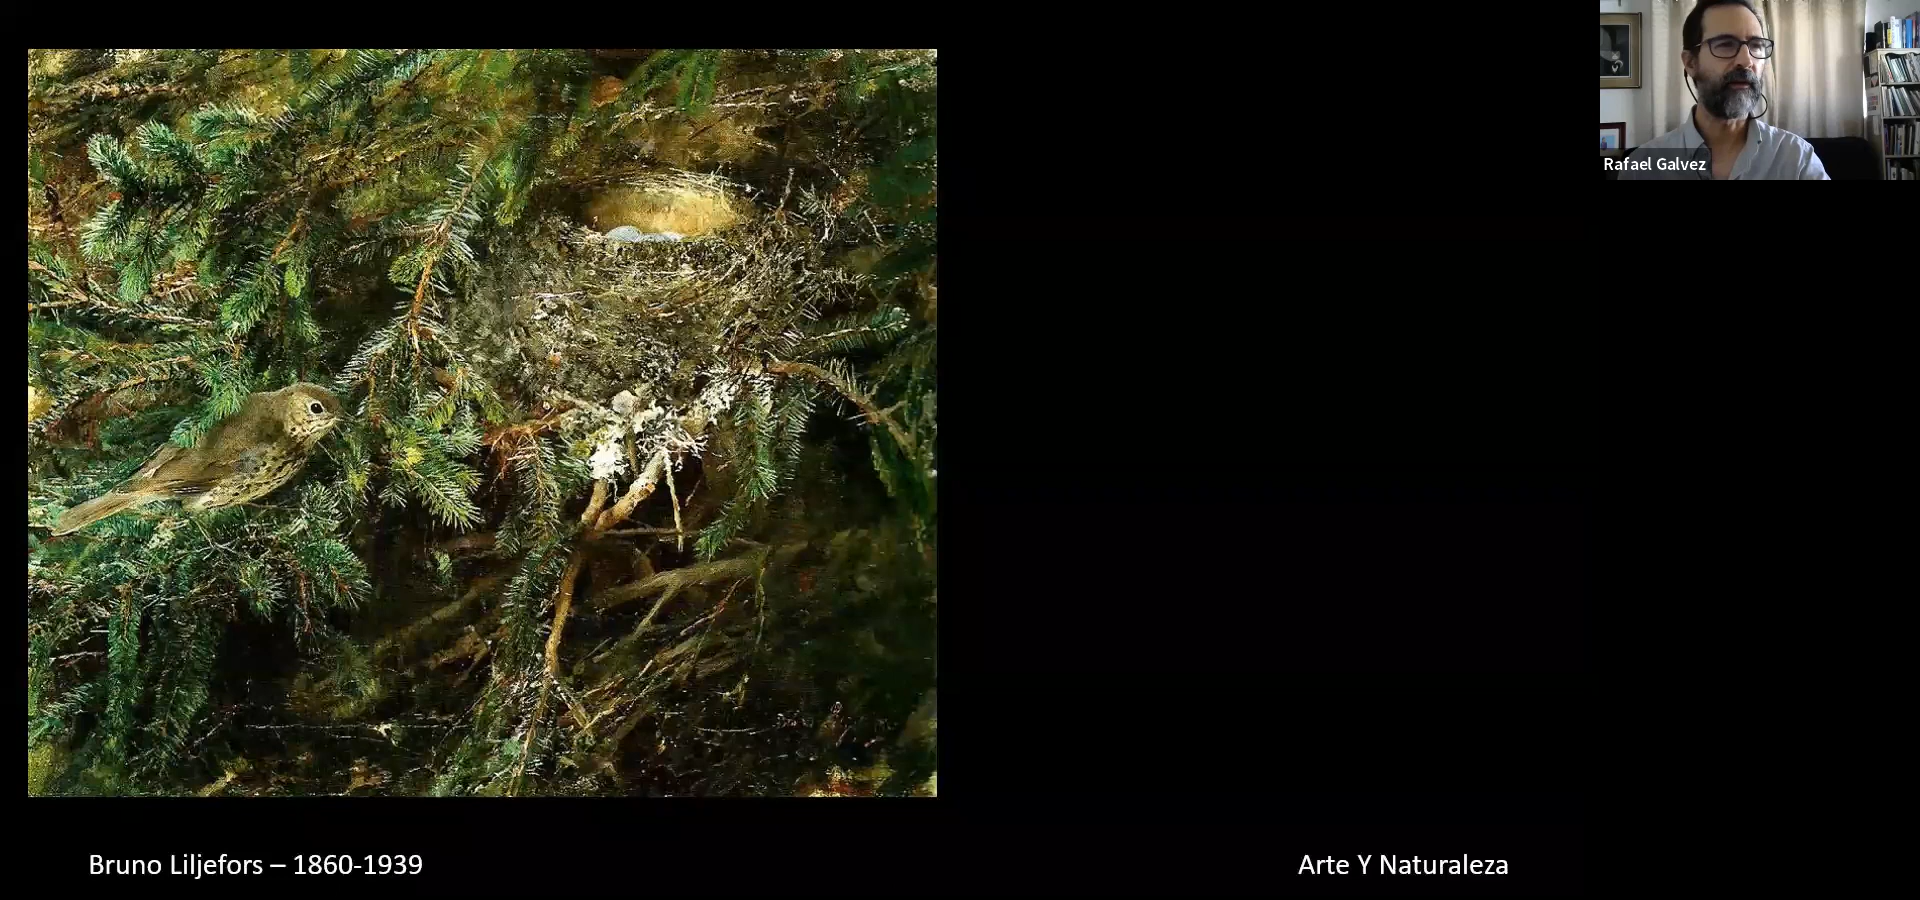 Rafael Galvez
Bruno Liljefors – 1860-1939
Arte Y Naturaleza